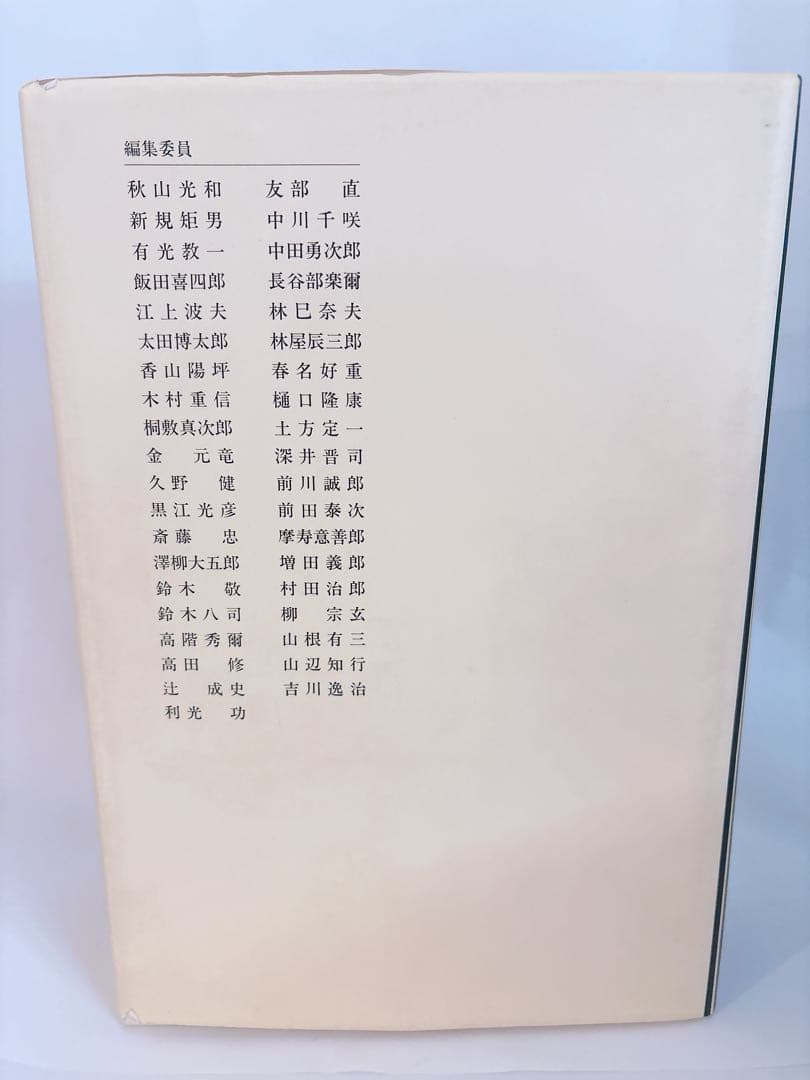 編集委員
秋山光和 友部 直
新規矩男 中川千咲
有光教一 中田勇次郎
飯田喜四郎 長谷部楽爾
江上波夫 林巳奈夫
太田博太郎 林屋辰三郎
香山陽坪 春名好重
木村重信 樋口隆康
桐敷真次郎 土方定一
金 元竜 深井晋司
久野 健 前川誠郎
黒江光彦 前田泰次
斎藤 忠 摩寿意善郎
澤柳大五郎 増田義郎
鈴木 敬 村田治郎
鈴木八司 柳 宗玄
高階秀爾 山根有三
高田 修 山辺知行
辻 成史 吉川逸治
利光 功